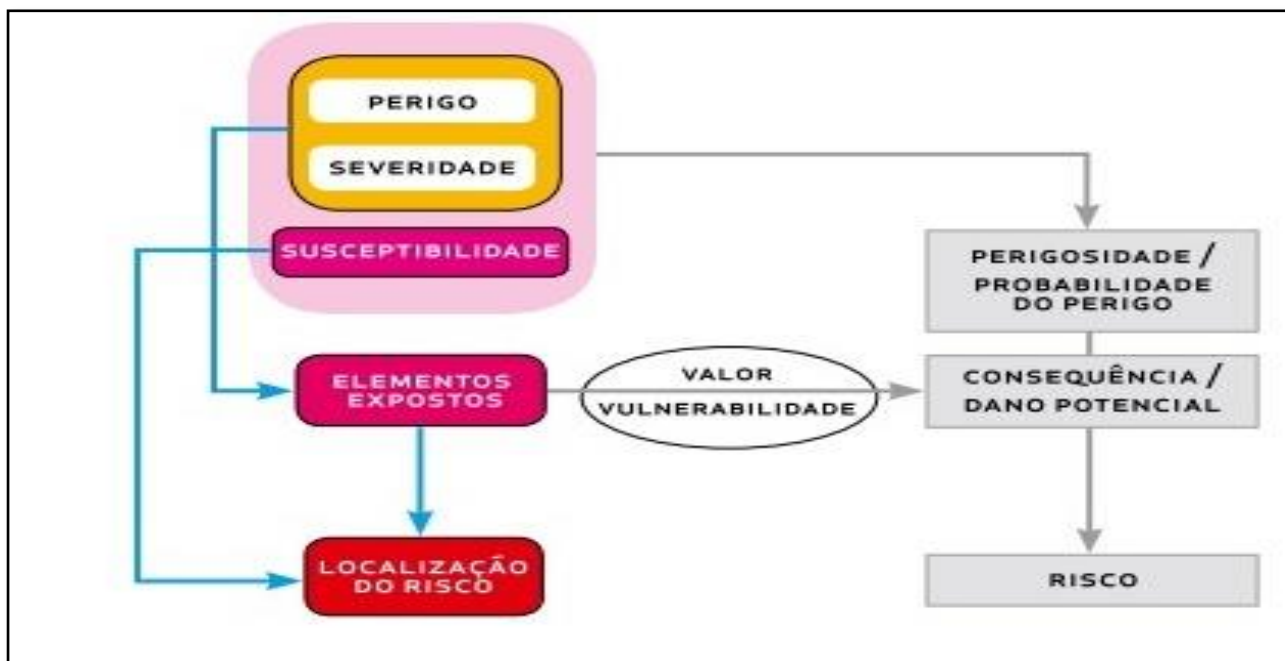 PERIGO
SEVERIDADE
SUSCEPTIBILIDADE
PERIGOSIDADE /
PROBABILIDADE
DO PERIGO
ELEMENTOS
EXPOSTOS
VALOR
VULNERABILIDADE
CONSEQUÊNCIA /
DANO POTENCIAL
LOCALIZAÇÃO
DO RISCO
RISCO